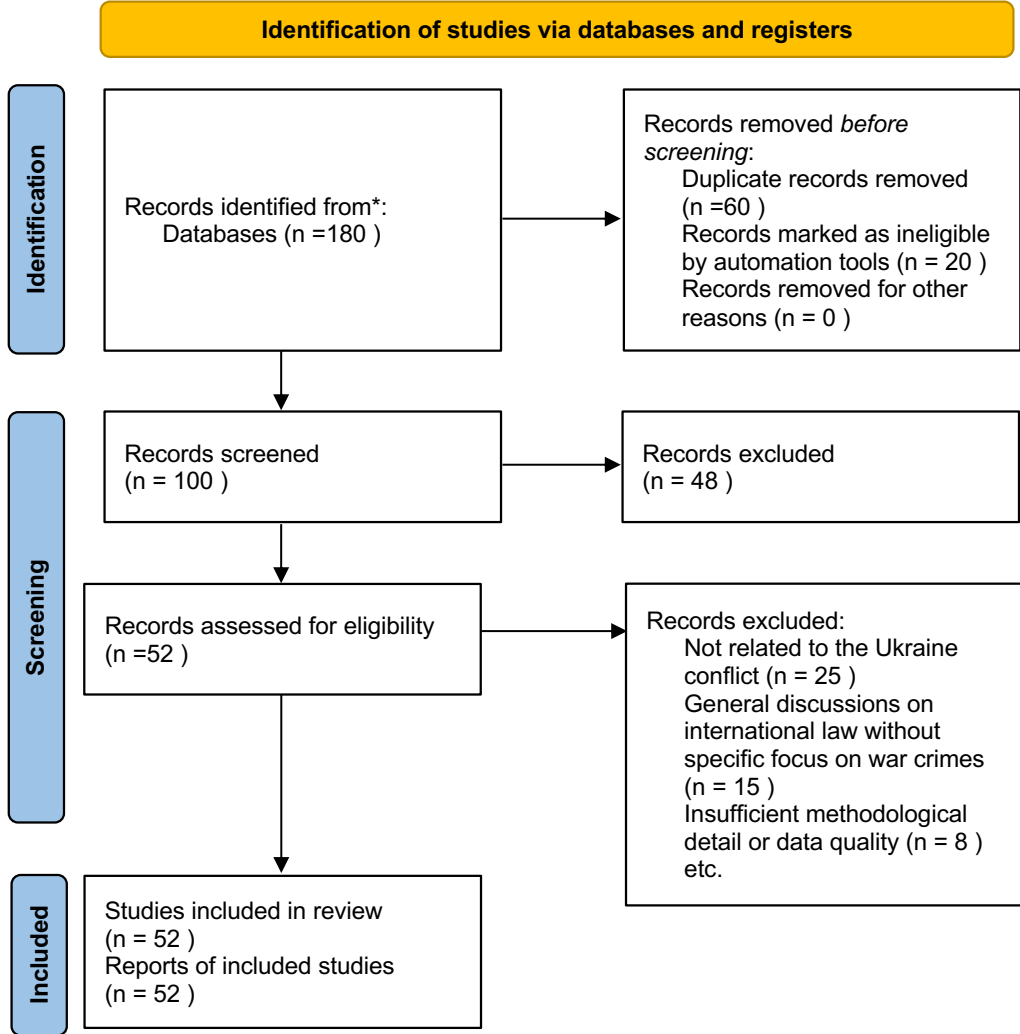 Identification of studies via databases and registers
Identification
Records identified from*:
Databases (n =180 )
Records removed before
screening:
Duplicate records removed
(n =60 )
Records marked as ineligible
by automation tools (n = 20 )
Records removed for other
reasons (n = 0 )
Screening
Records screened
(n = 100 )
Records excluded
(n = 48 )
Records assessed for eligibility
(n =52 )
Records excluded:
Not related to the Ukraine
conflict (n = 25 )
General discussions on
international law without
specific focus on war crimes
(n = 15 )
Insufficient methodological
detail or data quality (n = 8 )
etc.
Included
Studies included in review
(n = 52 )
Reports of included studies
(n = 52 )